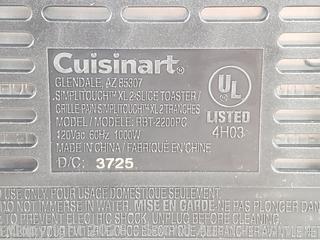 Cuisinart®
GLENDALE, AZ 85307
SIMPLITOUCH™ XL 2 SLICE TOASTER/
GRILLE PAIN SIMPLITOUCH™ XL 2 TRANCHES
MODEL / MODELE: RBT-2200PC
120Vac 60Hz 1000W
MADE IN CHINA / FABRIQUÉ EN CHINE
D/C: 3725
UL
LISTED
4H03
USE ONLY. POUR USAGE DOMESTIQUE SEULEMENT
DO NOT IMMERSE IN WATER. MISE EN GARDE - NE PAS PLONGER DA
TO PREVENT ELECTRIC SHOCK, UNPLUG BEFORE CLEANING